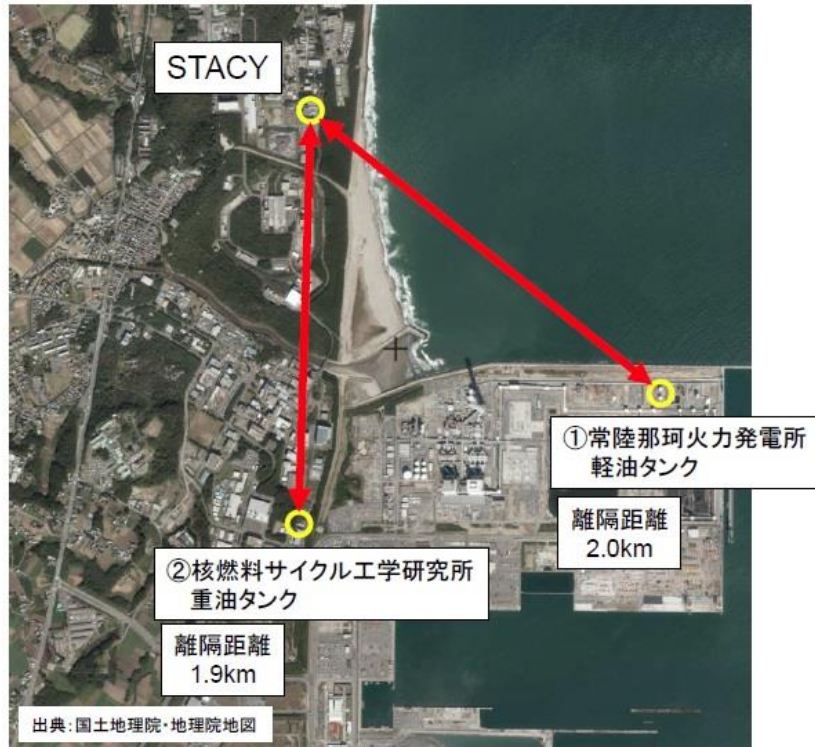 STACY
①常陸那珂火力発電所
軽油タンク
離隔距離
2.0km
②核燃料サイクル工学研究所
重油タンク
離隔距離
1.9km
出典：国土地理院・地理院地図